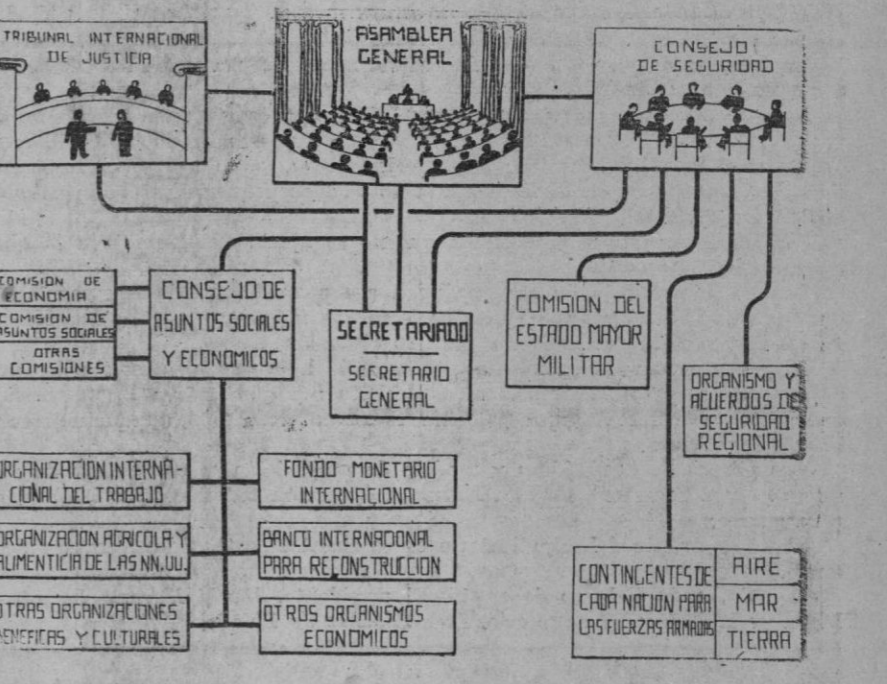 TRIBUNAL INTERNACIONAL
DE JUSTICIA
ASAMBLEA
GENERAL
CONSEJO
DE SEGURIDAD
COMISION DE
ECONOMIA
COMISION DE
ASUNTOS SOCIALES
OTRAS
COMISIONES
CONSEJO DE
ASUNTOS SOCIALES
Y ECONOMICOS
SECRETARIADO
SECRETARIO
GENERAL
COMISION DEL
ESTADO MAYOR
MILITAR
ORGANISMO Y
ACUERDOS DE
SEGURIDAD
REGIONAL
ORGANIZACION INTERNA-
CIONAL DEL TRABAJO
FONDO MONETARIO
INTERNACIONAL
ORGANIZACION AGRICOLA Y
ALIMENTICIA DE LAS NN.UU.
BANCO INTERNACIONAL
PARA RECONSTRUCCION
OTRAS ORGANIZACIONES
BENEFICAS Y CULTURALES
OTROS ORGANISMOS
ECONOMICOS
CONTINGENTES DE
CADA NACION PARA
LAS FUERZAS ARMADAS
AIRE
MAR
TIERRA